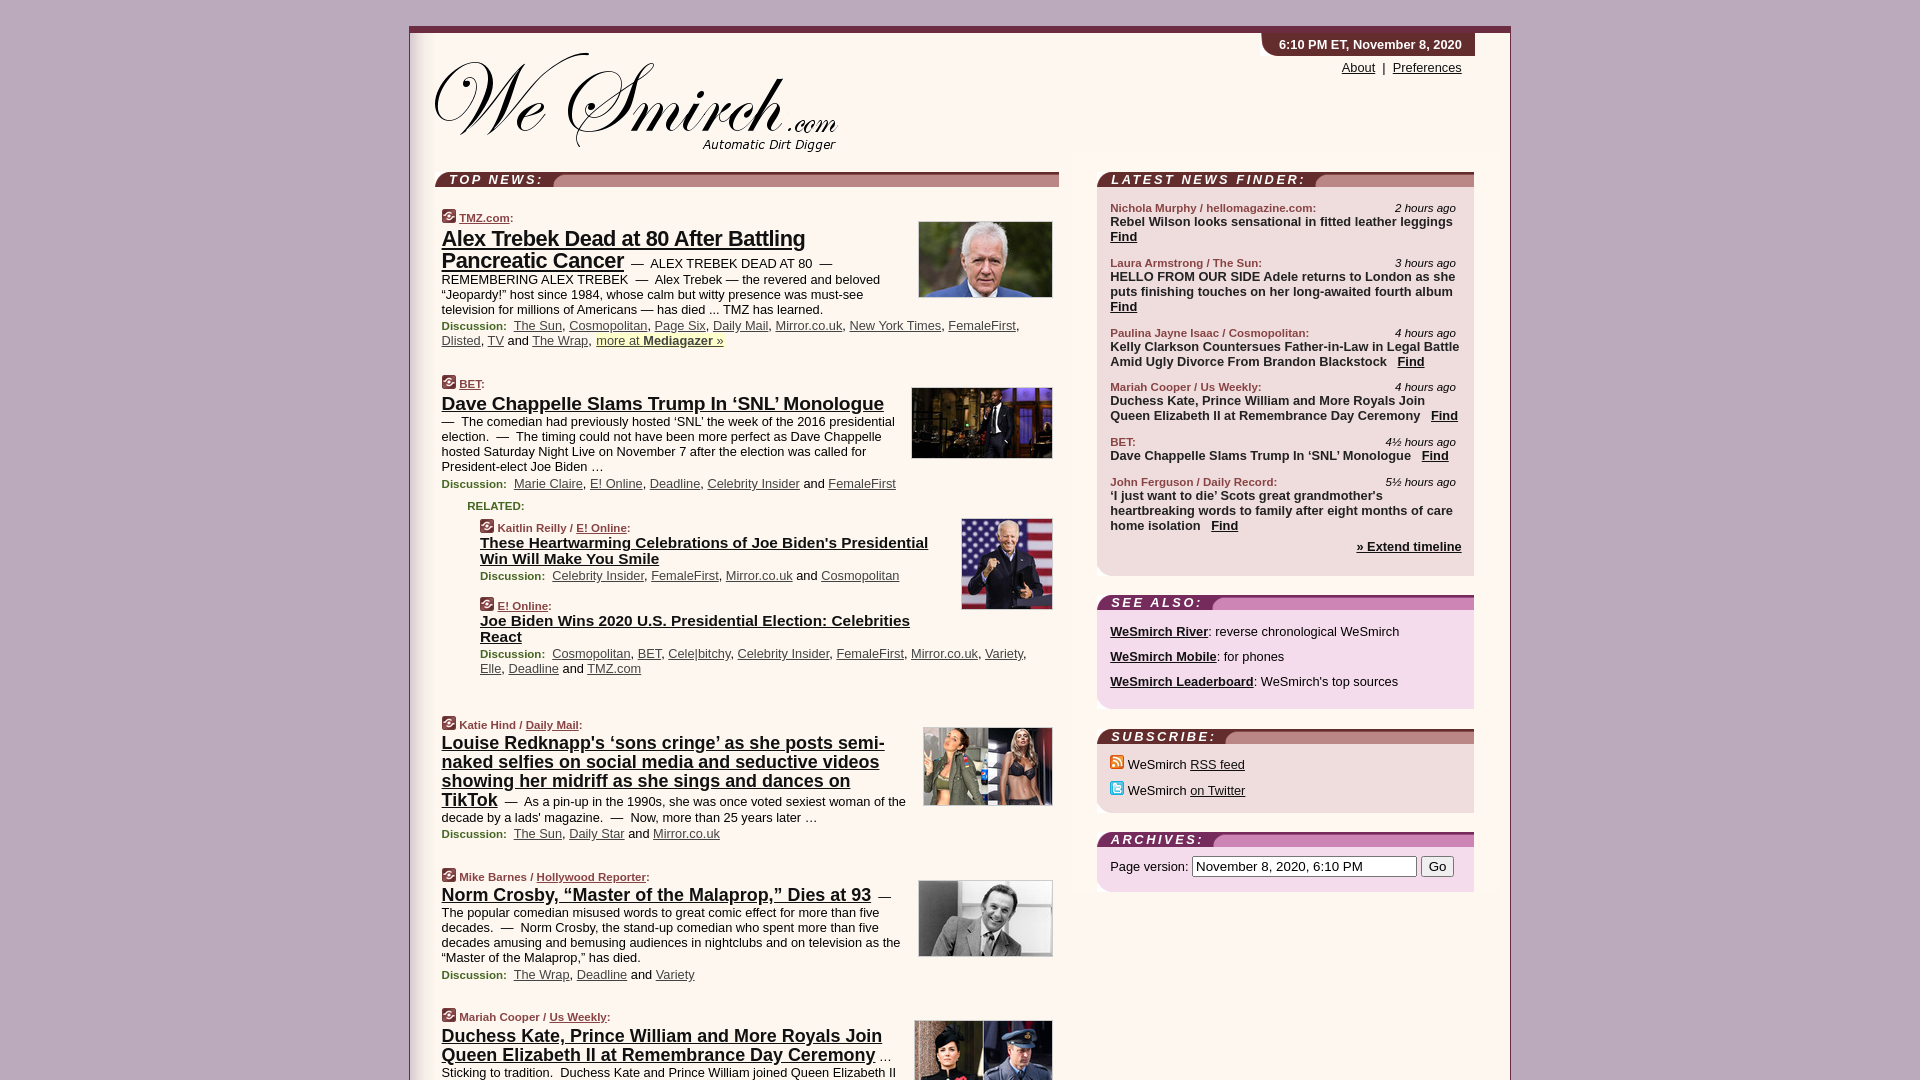 6:10 PM ET, November 8, 2020
About | Preferences
We Smirch .com
Automatic Dirt Digger
TOP NEWS:
TMZ.com:
Alex Trebek Dead at 80 After Battling
Pancreatic Cancer — ALEX TREBEK DEAD AT 80 —
REMEMBERING ALEX TREBEK — Alex Trebek — the revered and beloved
“Jeopardy!” host since 1984, whose calm but witty presence was must-see
television for millions of Americans — has died ... TMZ has learned.
Discussion: The Sun, Cosmopolitan, Page Six, Daily Mail, Mirror.co.uk, New York Times, FemaleFirst,
Dlisted, TV and The Wrap, more at Mediagazer »
BET:
Dave Chappelle Slams Trump In ‘SNL’ Monologue
— The comedian had previously hosted ‘SNL’ the week of the 2016 presidential
election. — The timing could not have been more perfect as Dave Chappelle
hosted Saturday Night Live on November 7 after the election was called for
President-elect Joe Biden …
Discussion: Marie Claire, E! Online, Deadline, Celebrity Insider and FemaleFirst
RELATED:
Kaitlin Reilly / E! Online:
These Heartwarming Celebrations of Joe Biden's Presidential
Win Will Make You Smile
Discussion: Celebrity Insider, FemaleFirst, Mirror.co.uk and Cosmopolitan
E! Online:
Joe Biden Wins 2020 U.S. Presidential Election: Celebrities
React
Discussion: Cosmopolitan, BET, Cele|bitchy, Celebrity Insider, FemaleFirst, Mirror.co.uk, Variety,
Elle, Deadline and TMZ.com
Katie Hind / Daily Mail:
Louise Redknapp's ‘sons cringe’ as she posts semi-
naked selfies on social media and seductive videos
showing her midriff as she sings and dances on
TikTok — As a pin-up in the 1990s, she was once voted sexiest woman of the
decade by a lads' magazine. — Now, more than 25 years later …
Discussion: The Sun, Daily Star and Mirror.co.uk
Mike Barnes / Hollywood Reporter:
Norm Crosby, “Master of the Malaprop,” Dies at 93 —
The popular comedian misused words to great comic effect for more than five
decades. — Norm Crosby, the stand-up comedian who spent more than five
decades amusing and bemusing audiences in nightclubs and on television as the
“Master of the Malaprop,” has died.
Discussion: The Wrap, Deadline and Variety
Mariah Cooper / Us Weekly:
Duchess Kate, Prince William and More Royals Join
Queen Elizabeth II at Remembrance Day Ceremony …
Sticking to tradition. Duchess Kate and Prince William joined Queen Elizabeth II
LATEST NEWS FINDER:
Nichola Murphy / hellomagazine.com: 2 hours ago
Rebel Wilson looks sensational in fitted leather leggings
Find
Laura Armstrong / The Sun: 3 hours ago
HELLO FROM OUR SIDE Adele returns to London as she
puts finishing touches on her long-awaited fourth album
Find
Paulina Jayne Isaac / Cosmopolitan: 4 hours ago
Kelly Clarkson Countersues Father-in-Law in Legal Battle
Amid Ugly Divorce From Brandon Blackstock Find
Mariah Cooper / Us Weekly: 4 hours ago
Duchess Kate, Prince William and More Royals Join
Queen Elizabeth II at Remembrance Day Ceremony Find
BET: 4½ hours ago
Dave Chappelle Slams Trump In ‘SNL’ Monologue Find
John Ferguson / Daily Record: 5½ hours ago
‘I just want to die’ Scots great grandmother's
heartbreaking words to family after eight months of care
home isolation Find
» Extend timeline
SEE ALSO:
WeSmirch River: reverse chronological WeSmirch
WeSmirch Mobile: for phones
WeSmirch Leaderboard: WeSmirch's top sources
SUBSCRIBE:
WeSmirch RSS feed
WeSmirch on Twitter
ARCHIVES:
Page version: November 8, 2020, 6:10 PM Go